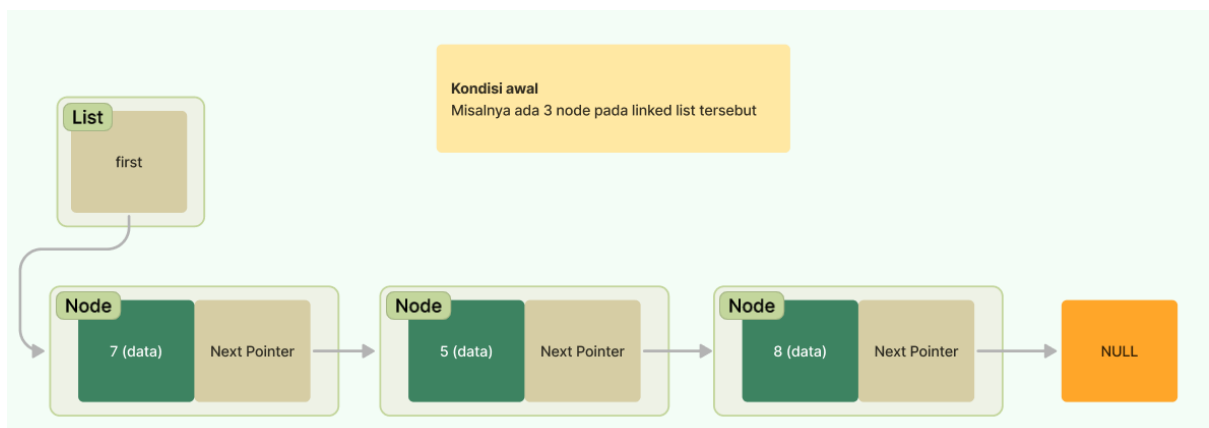 Kondisi awal
Misalnya ada 3 node pada linked list tersebut
List
first
Node
7 (data)
Next Pointer
Node
5 (data)
Next Pointer
Node
8 (data)
Next Pointer
NULL